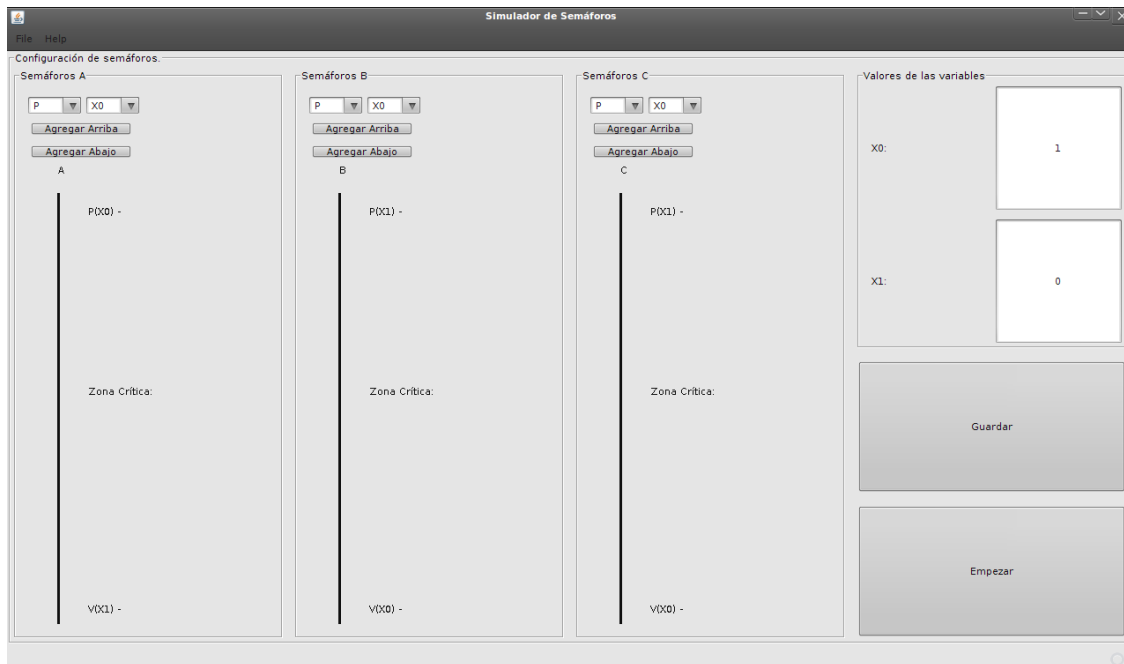 Simulador de Semáforos
File Help
Configuración de semáforos.
Semáforos A
P X0
Agregar Arriba
Agregar Abajo
A
P(X0) -
Zona Crítica:
V(X1) -
Semáforos B
P X0
Agregar Arriba
Agregar Abajo
B
P(X1) -
Zona Crítica:
V(X0) -
Semáforos C
P X0
Agregar Arriba
Agregar Abajo
C
P(X1) -
Zona Crítica:
V(X0) -
Valores de las variables
X0: 1
X1: 0
Guardar
Empezar